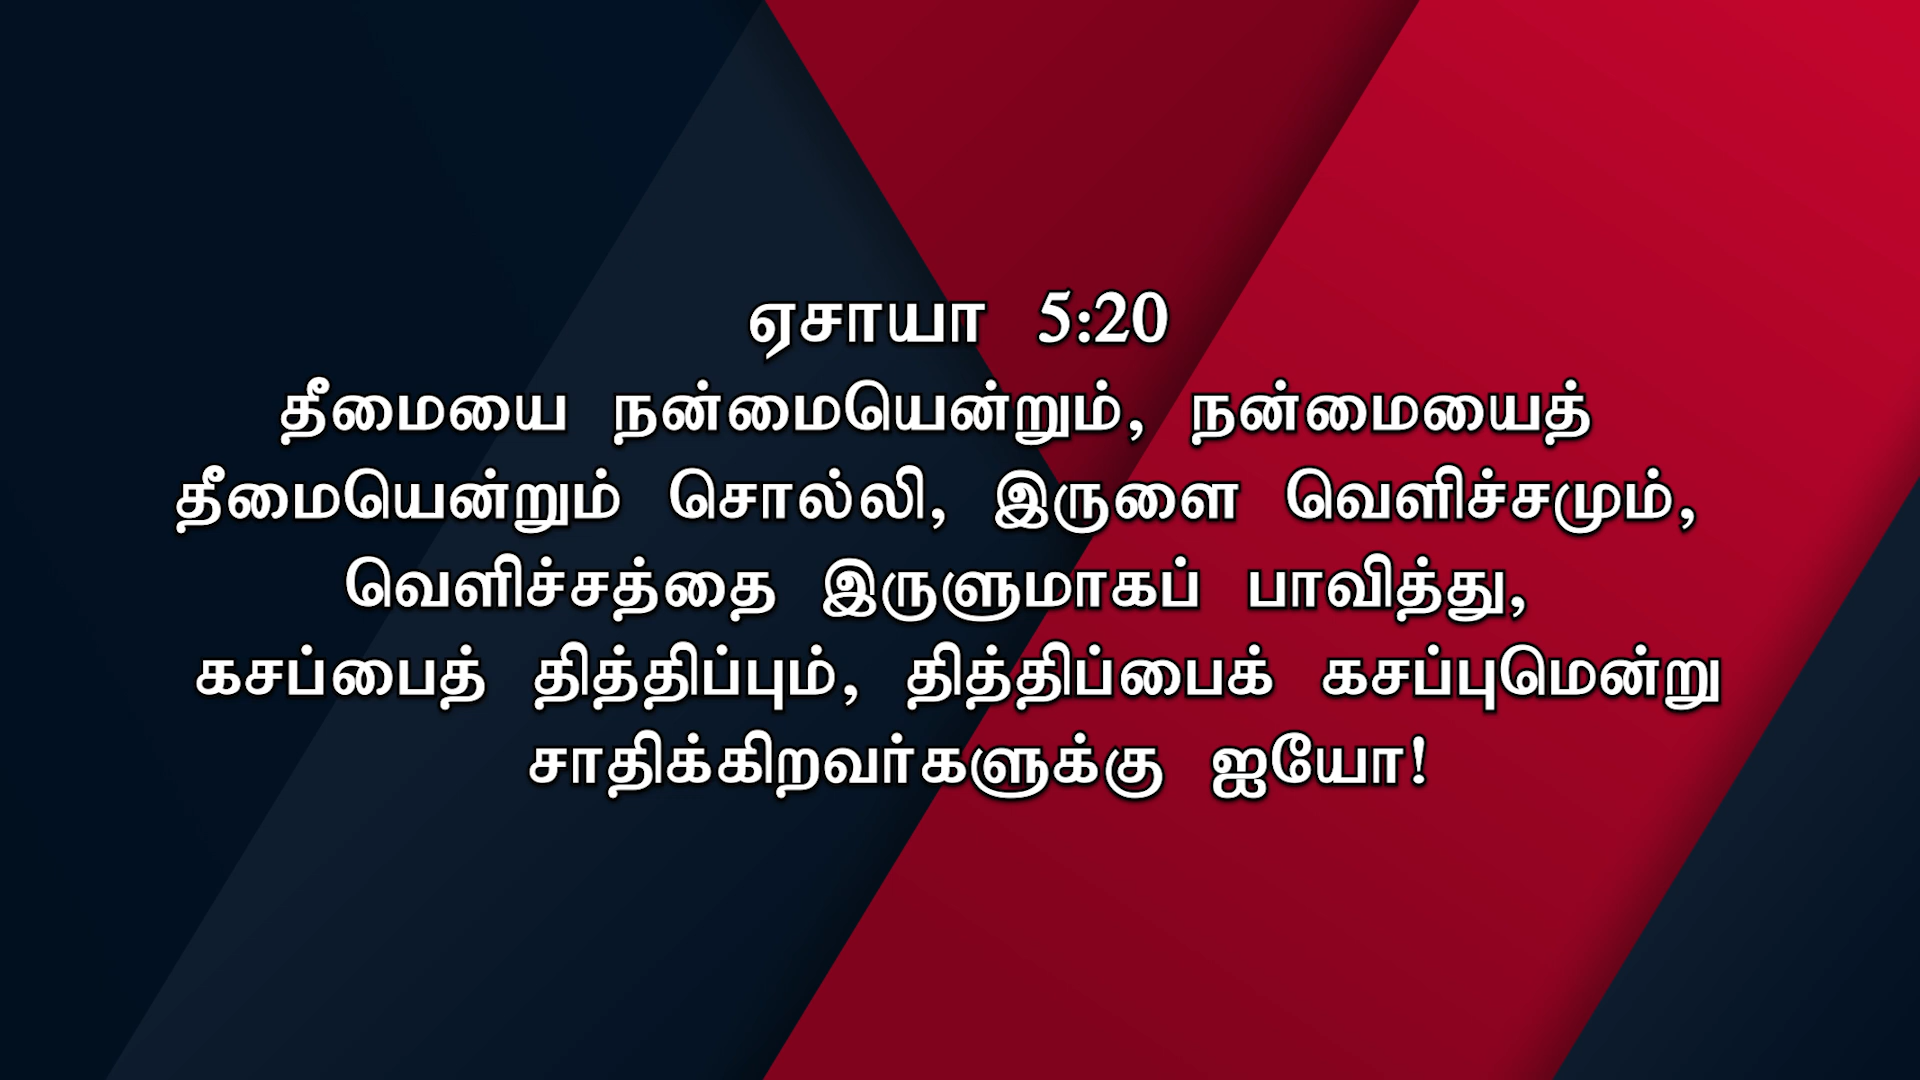 ஏசாயா 5:20
தீமையை நன்மையென்றும், நன்மையைத்
தீமையென்றும் சொல்லி, இருளை வெளிச்சமும்,
வெளிச்சத்தை இருளுமாகப் பாவித்து,
கசப்பைத் தித்திப்பும், தித்திப்பைக் கசப்புமென்று
சாதிக்கிறவர்களுக்கு ஐயோ!